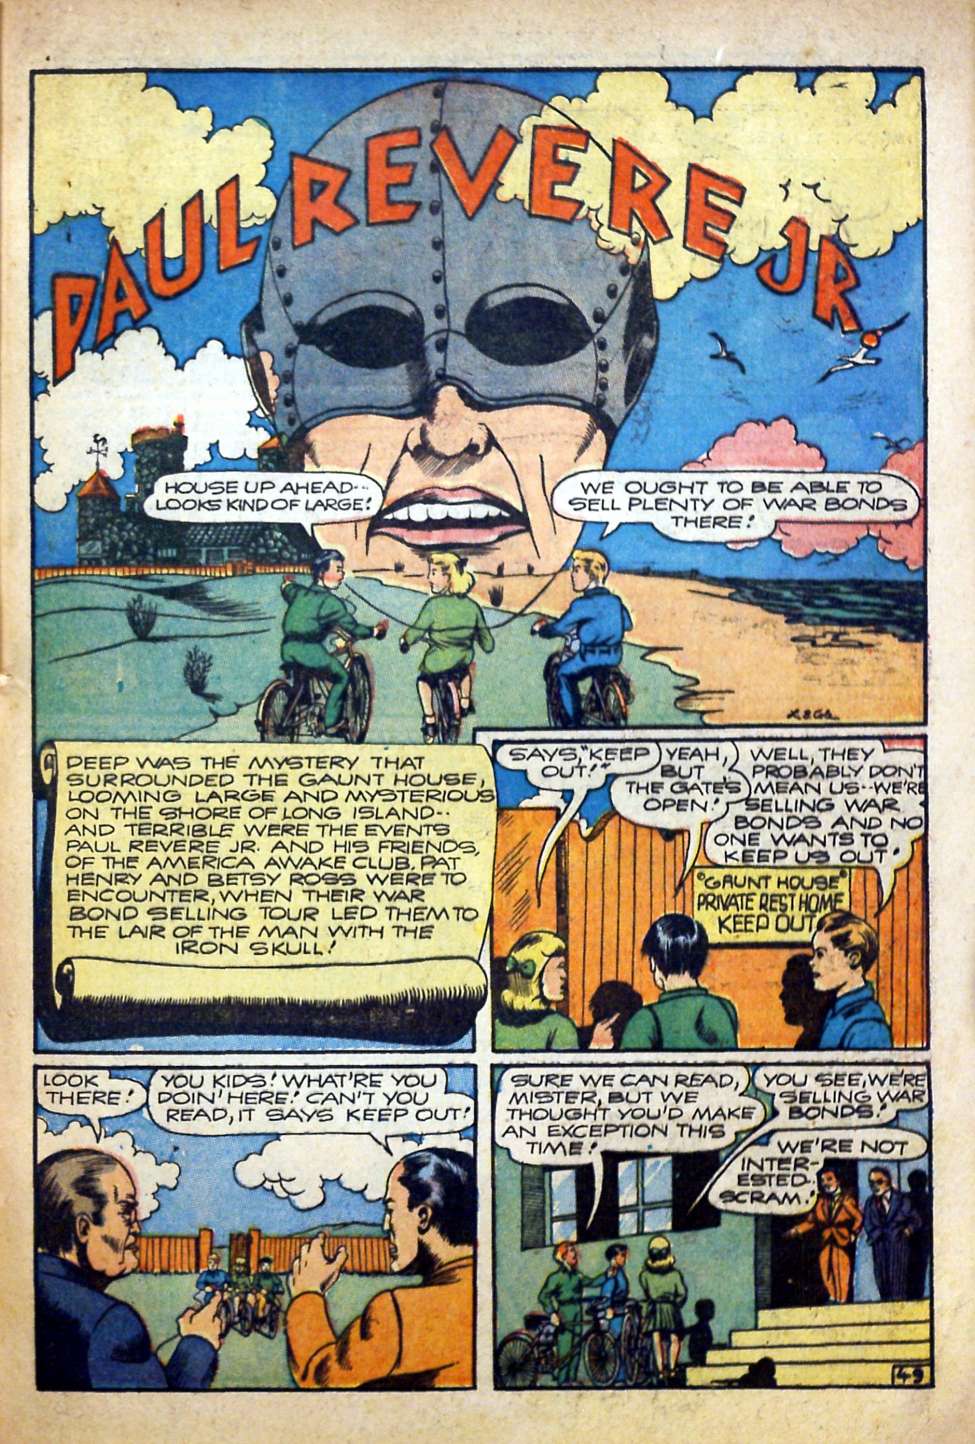 PAUL REVERE JR.
HOUSE UP AHEAD--
LOOKS KIND OF LARGE!
WE OUGHT TO BE ABLE TO
SELL PLENTY OF WAR BONDS
THERE!
DEEP WAS THE MYSTERY THAT
SURROUNDED THE GAUNT HOUSE,
LOOMING LARGE AND MYSTERIOUS
ON THE SHORE OF LONG ISLAND--
AND TERRIBLE WERE THE EVENTS
PAUL REVERE JR. AND HIS FRIENDS,
OF THE AMERICA AWAKE CLUB, PAT
HENRY AND BETSY ROSS WERE TO
ENCOUNTER, WHEN THEIR WAR
BOND SELLING TOUR LED THEM TO
THE LAIR OF THE MAN WITH THE
IRON SKULL!
SAYS, "KEEP
OUT!"
YEAH,
BUT
THE GATE'S
OPEN!
WELL, THEY
PROBABLY DON'T
MEAN US--WE'RE
SELLING WAR
BONDS AND NO
ONE WANTS TO
KEEP US OUT!
"GAUNT HOUSE"
PRIVATE REST HOME
KEEP OUT
LOOK
THERE!
YOU KIDS! WHAT'RE YOU
DOIN' HERE! CAN'T YOU
READ, IT SAYS KEEP OUT!
SURE WE CAN READ,
MISTER, BUT WE
THOUGHT YOU'D MAKE
AN EXCEPTION THIS
TIME!
YOU SEE, WE'RE
SELLING WAR
BONDS!
WE'RE NOT
INTER-
ESTED.
SCRAM!
49